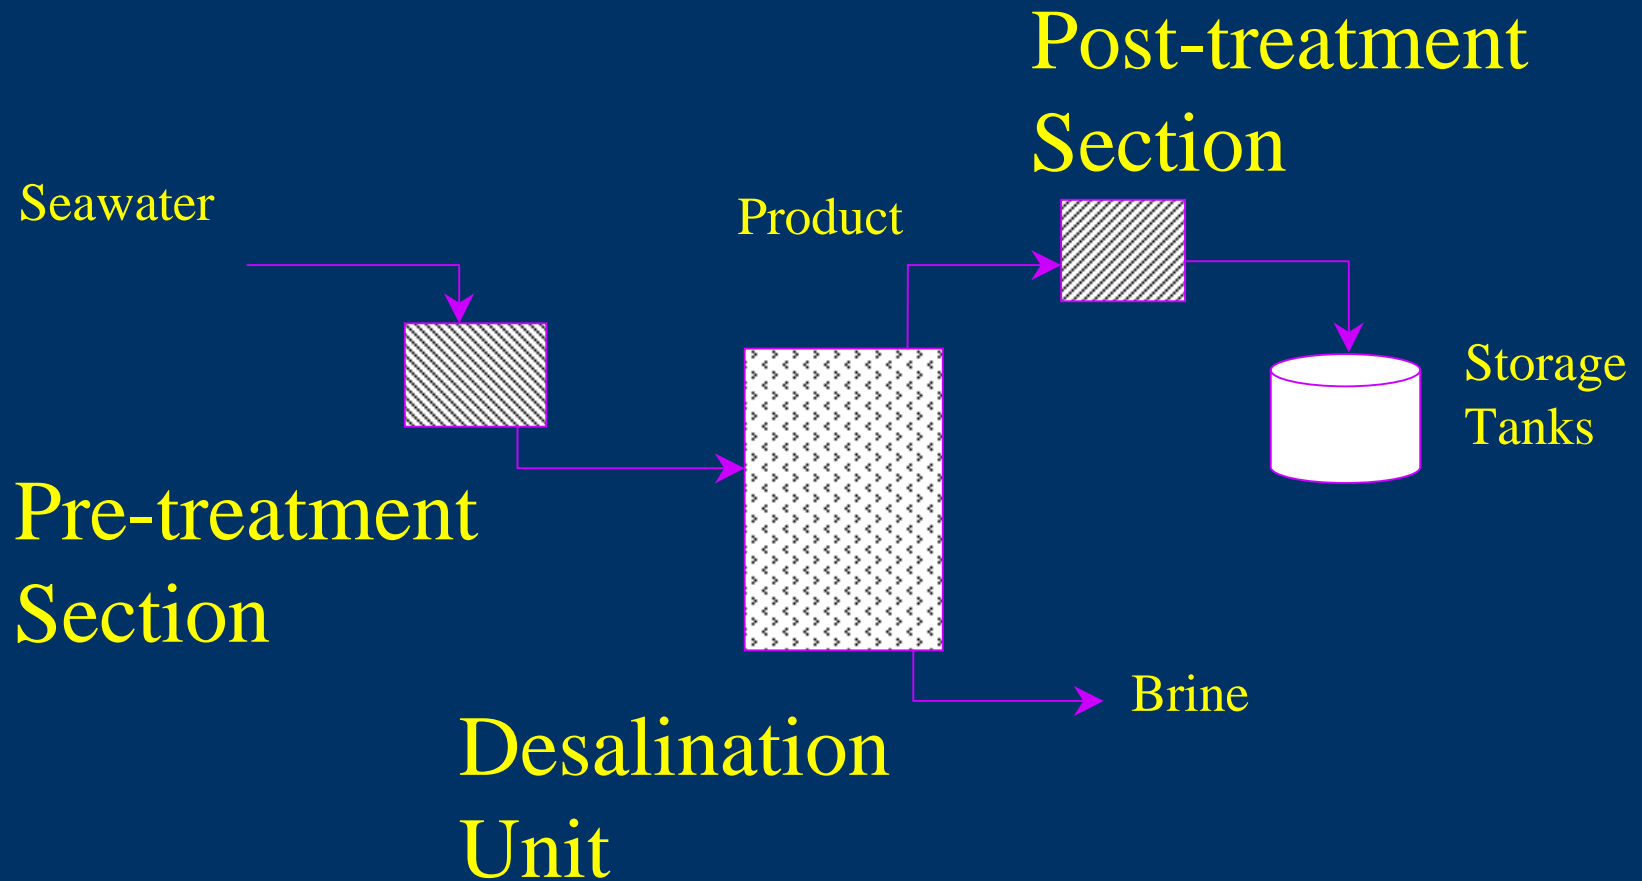 Post-treatment
Section
Seawater
Product
Storage
Tanks
Pre-treatment
Section
Brine
Desalination
Unit